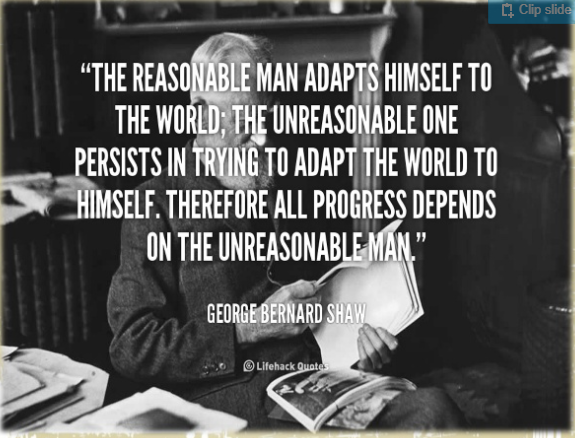 Clip slide
“THE REASONABLE MAN ADAPTS HIMSELF TO
THE WORLD; THE UNREASONABLE ONE
PERSISTS IN TRYING TO ADAPT THE WORLD TO
HIMSELF. THEREFORE ALL PROGRESS DEPENDS
ON THE UNREASONABLE MAN.”
GEORGE BERNARD SHAW
Lifehack Quotes